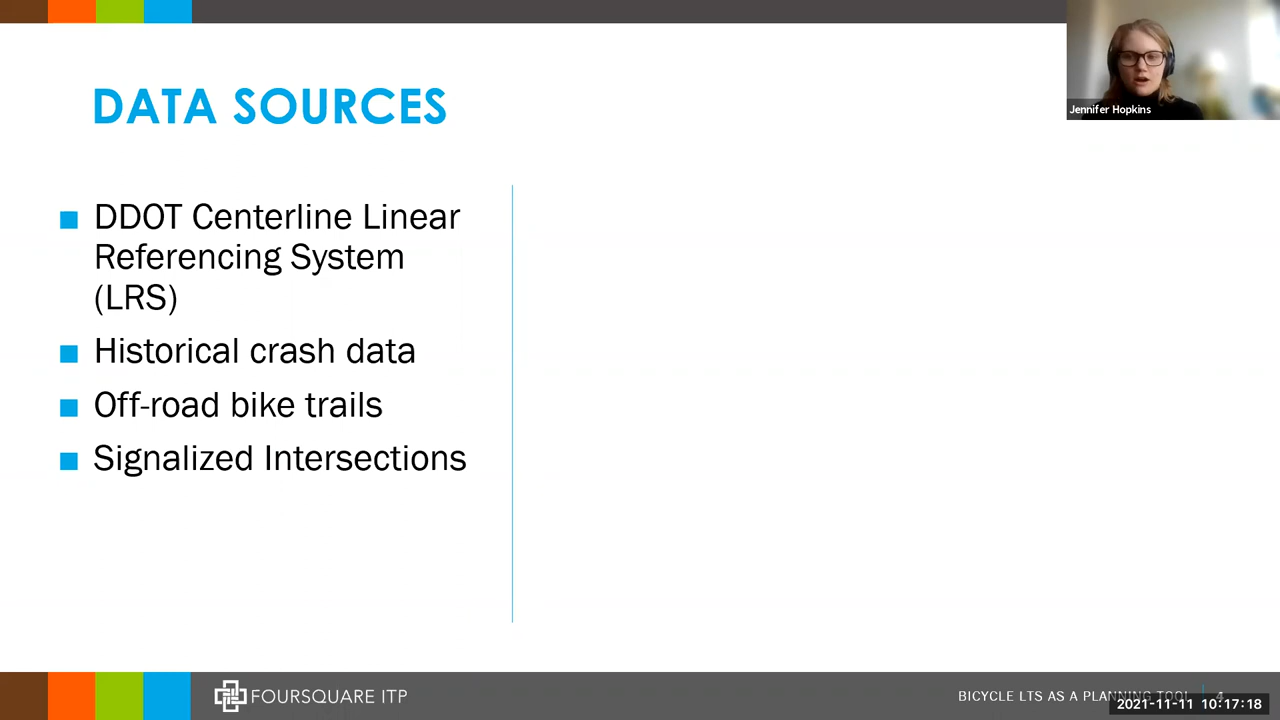 Jennifer Hopkins
DATA SOURCES
DDOT Centerline Linear
Referencing System
(LRS)
Historical crash data
Off-road bike trails
Signalized Intersections
FOURSQUARE ITP
BICYCLE LTS AS A PLANNING TOOL
2021-11-11 10:17:18